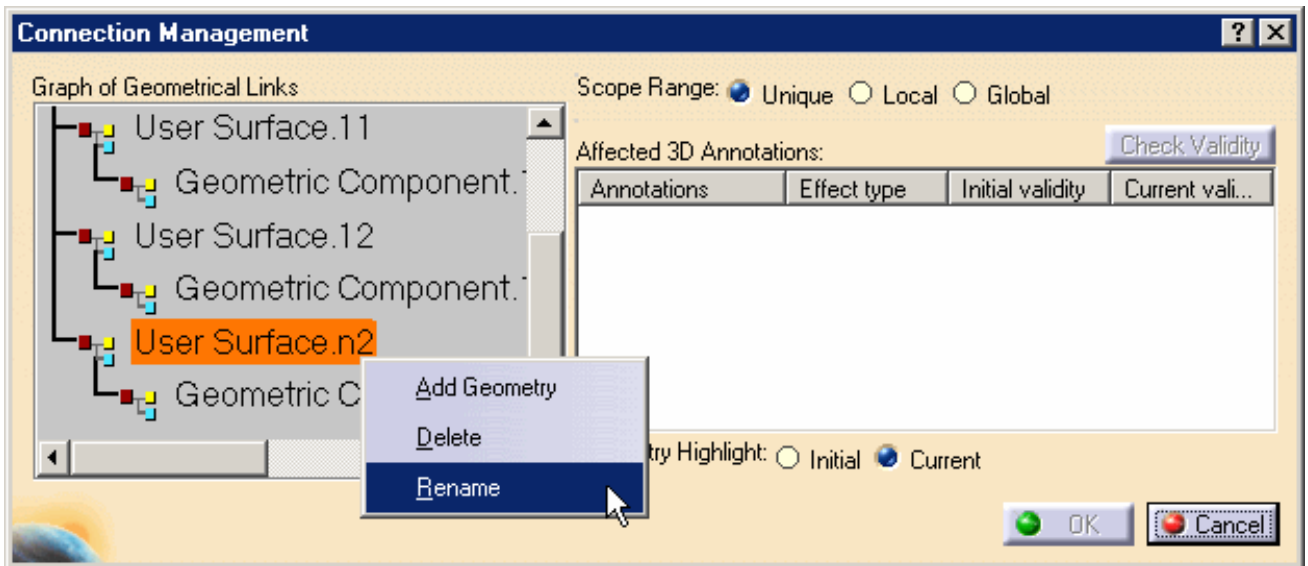 Connection Management
Graph of Geometrical Links
Scope Range: Unique Local Global
User Surface.11
Geometric Component.
User Surface.12
Geometric Component.
User Surface.n2
Geometric C
Add Geometry
Delete
Rename
Affected 3D Annotations:
Check Validity
Annotations Effect type Initial validity Current vali...
try Highlight: Initial Current
OK Cancel